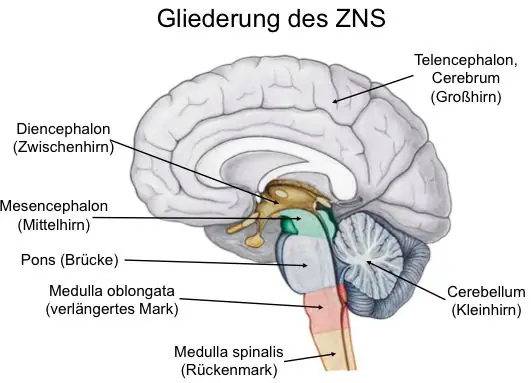 Gliederung des ZNS
Telencephalon,
Cerebrum
(Großhirn)
Diencephalon
(Zwischenhirn)
Mesencephalon
(Mittelhirn)
Pons (Brücke)
Medulla oblongata
(verlängertes Mark)
Cerebellum
(Kleinhirn)
Medulla spinalis
(Rückenmark)